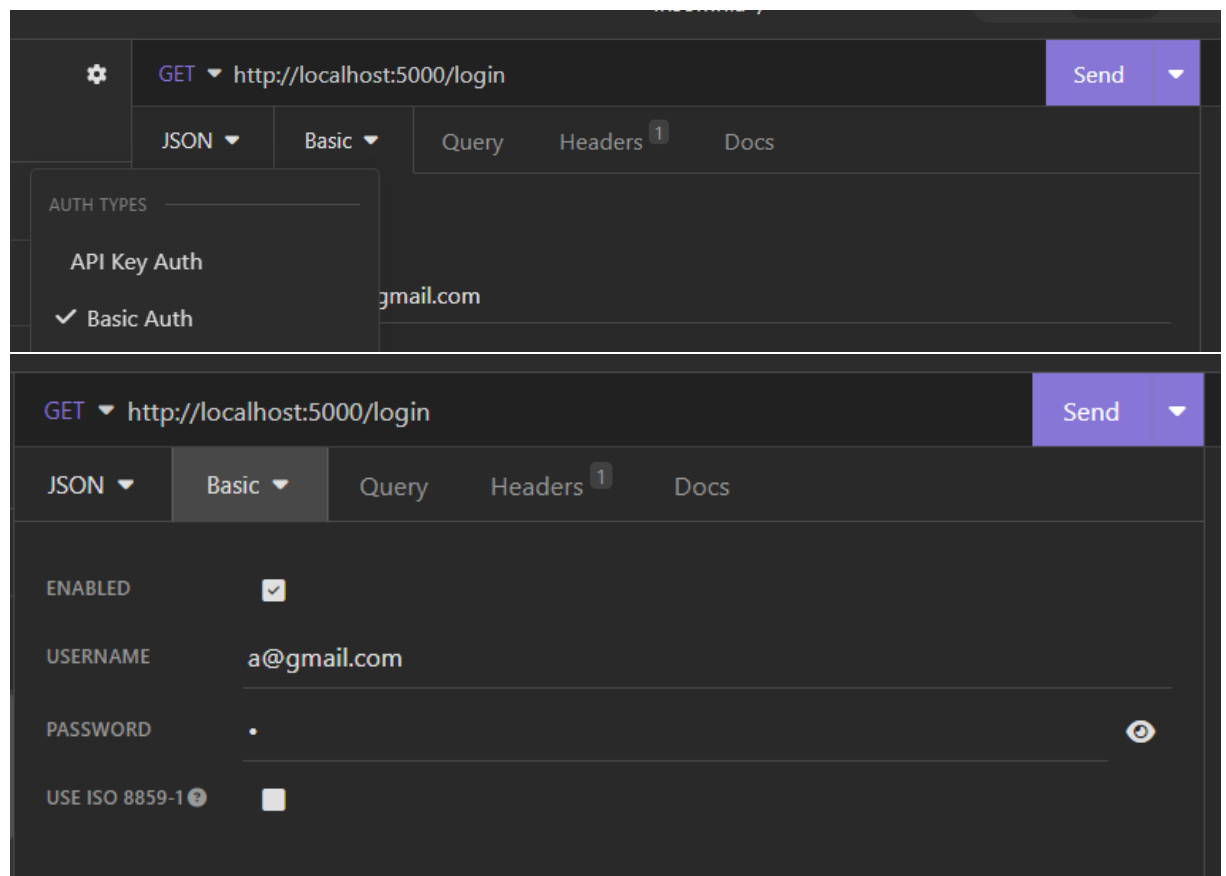 GET http://localhost:5000/login Send
JSON Basic Query Headers 1 Docs
AUTH TYPES
API Key Auth
gmail.com
Basic Auth
GET http://localhost:5000/login Send
JSON Basic Query Headers 1 Docs
ENABLED
USERNAME a@gmail.com
PASSWORD •
USE ISO 8859-1 ?